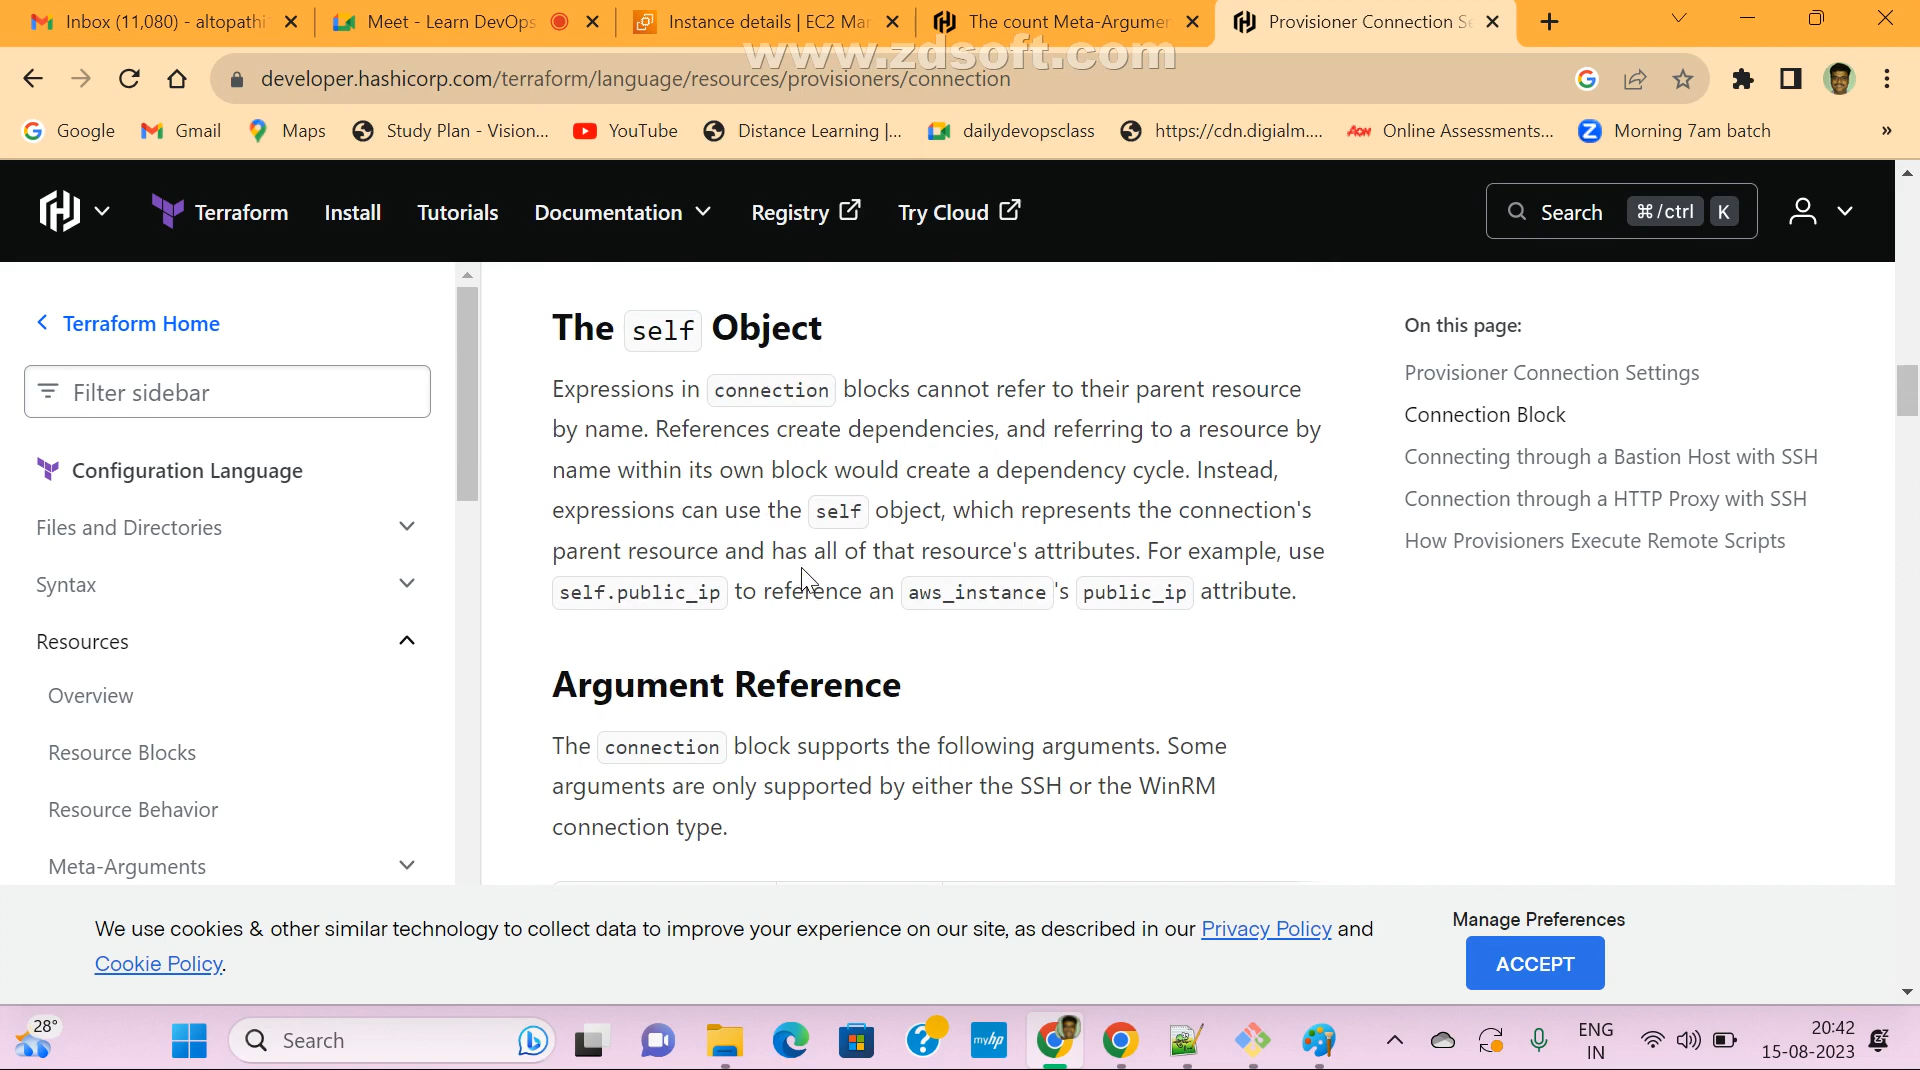 Inbox (11,080) - altopathi
Meet - Learn DevOps
Instance details | EC2 Mar
The count Meta-Argumen
Provisioner Connection Se
www.zdsoft.com
developer.hashicorp.com/terraform/language/resources/provisioners/connection
Google
Gmail
Maps
Study Plan - Vision...
YouTube
Distance Learning |...
dailydevopsclass
https://cdn.digialm....
Aon Online Assessments...
Z Morning 7am batch
»
Terraform
Install
Tutorials
Documentation
Registry
Try Cloud
Search ⌘/ctrl K
Terraform Home
Filter sidebar
Configuration Language
Files and Directories
Syntax
Resources
Overview
Resource Blocks
Resource Behavior
Meta-Arguments
The self Object
Expressions in connection blocks cannot refer to their parent resource
by name. References create dependencies, and referring to a resource by
name within its own block would create a dependency cycle. Instead,
expressions can use the self object, which represents the connection's
parent resource and has all of that resource's attributes. For example, use
self.public_ip to reference an aws_instance's public_ip attribute.
Argument Reference
The connection block supports the following arguments. Some
arguments are only supported by either the SSH or the WinRM
connection type.
On this page:
Provisioner Connection Settings
Connection Block
Connecting through a Bastion Host with SSH
Connection through a HTTP Proxy with SSH
How Provisioners Execute Remote Scripts
We use cookies & other similar technology to collect data to improve your experience on our site, as described in our Privacy Policy and
Cookie Policy.
Manage Preferences
ACCEPT
28°
Search
myhp
ENG
IN
20:42
15-08-2023